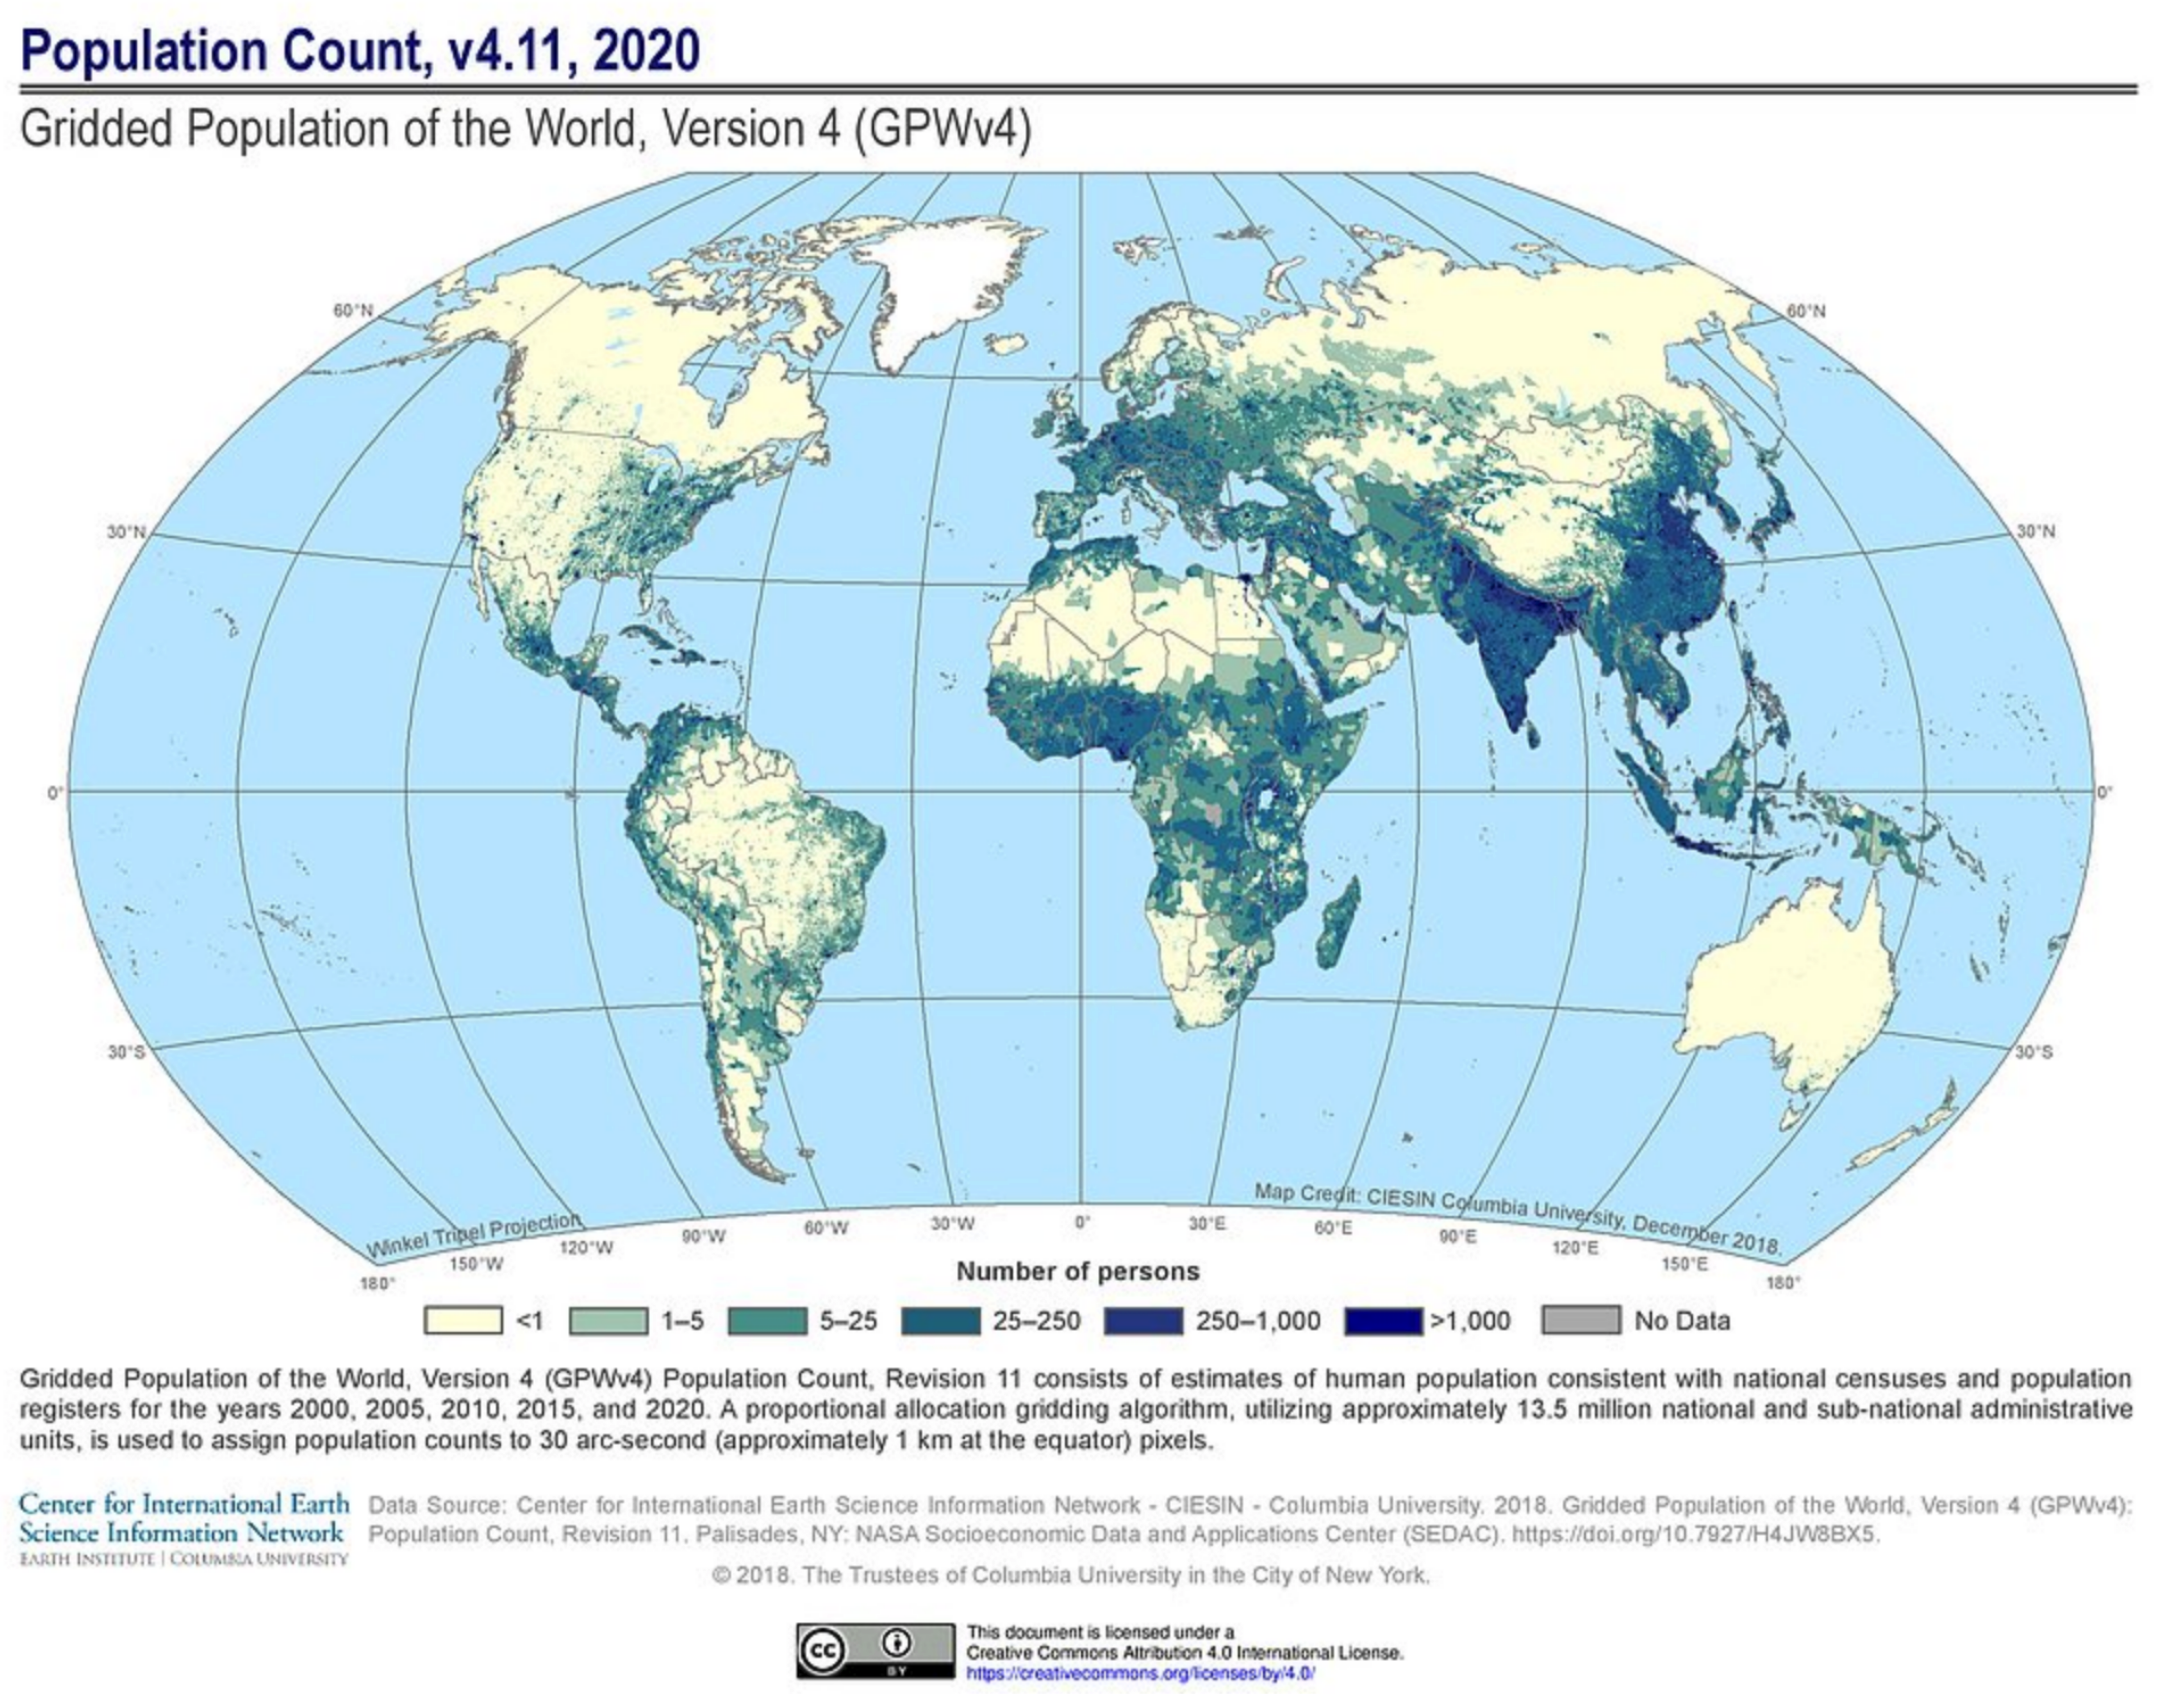 Population Count, v4.11, 2020
Gridded Population of the World, Version 4 (GPWv4)
60°N
60°N
30°N
30°N
0°
0°
30°S
30°S
Map Credit: CIESIN Columbia University, December 2018.
Winkel Tripel Projection
180°
150°W
120°W
90°W
60°W
30°W
0°
30°E
60°E
90°E
120°E
150°E
180°
Number of persons
<1
1–5
5–25
25–250
250–1,000
>1,000
No Data
Gridded Population of the World, Version 4 (GPWv4) Population Count, Revision 11 consists of estimates of human population consistent with national censuses and population
registers for the years 2000, 2005, 2010, 2015, and 2020. A proportional allocation gridding algorithm, utilizing approximately 13.5 million national and sub-national administrative
units, is used to assign population counts to 30 arc-second (approximately 1 km at the equator) pixels.
Center for International Earth
Science Information Network
EARTH INSTITUTE | COLUMBIA UNIVERSITY
Data Source: Center for International Earth Science Information Network - CIESIN - Columbia University. 2018. Gridded Population of the World, Version 4 (GPWv4):
Population Count, Revision 11. Palisades, NY: NASA Socioeconomic Data and Applications Center (SEDAC). https://doi.org/10.7927/H4JW8BX5.
© 2018. The Trustees of Columbia University in the City of New York.
cc
BY
This document is licensed under a
Creative Commons Attribution 4.0 International License.
https://creativecommons.org/licenses/by/4.0/